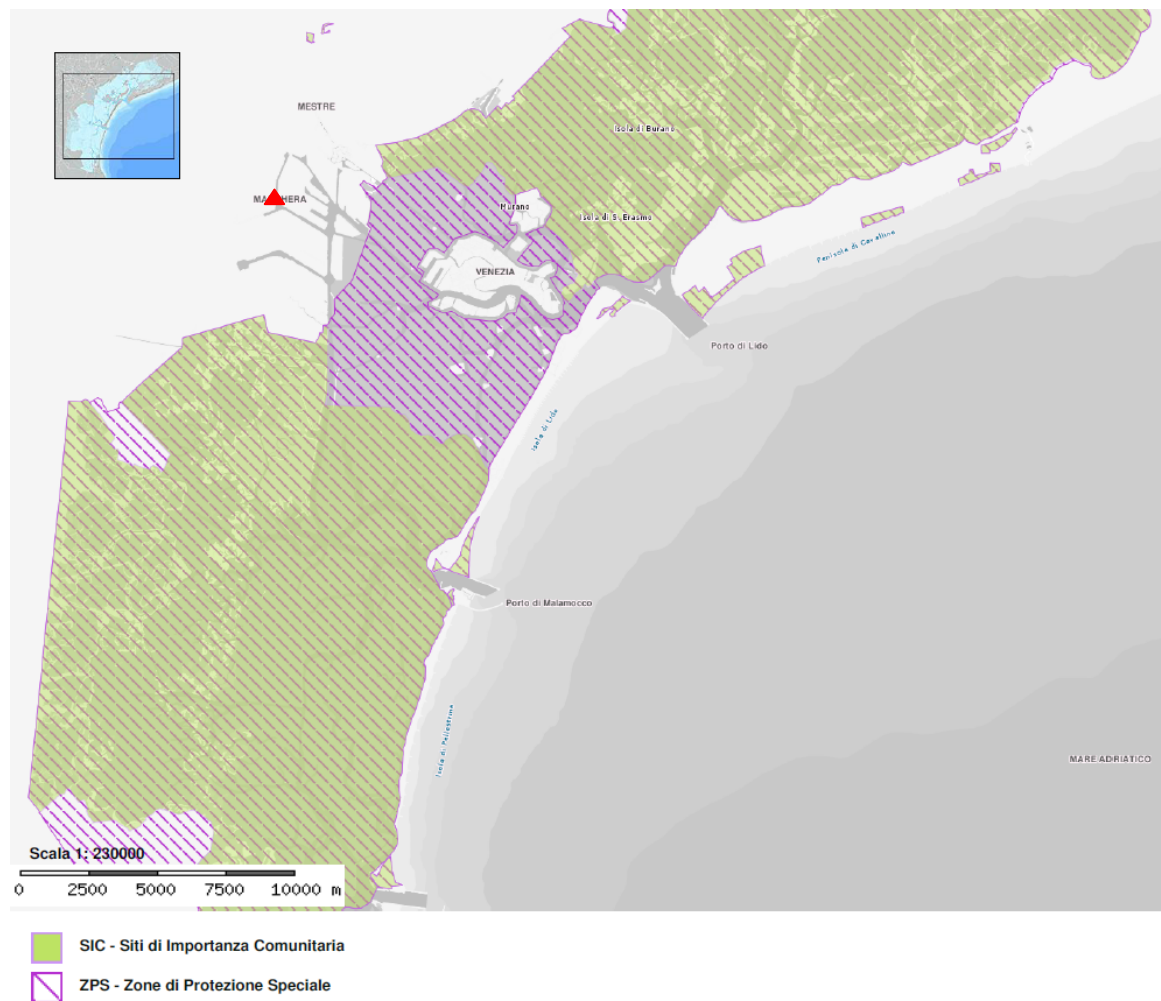 MESTRE
Isola di Burano
MARGHERA
Murano
Isola di S. Erasmo
Penisola di Cavallino
VENEZIA
Porto di Lido
Isola di Lido
Porto di Malamocco
Isola di Pellestrina
MARE ADRIATICO
Scala 1: 230000
0 2500 5000 7500 10000 m
SIC - Siti di Importanza Comunitaria
ZPS - Zone di Protezione Speciale